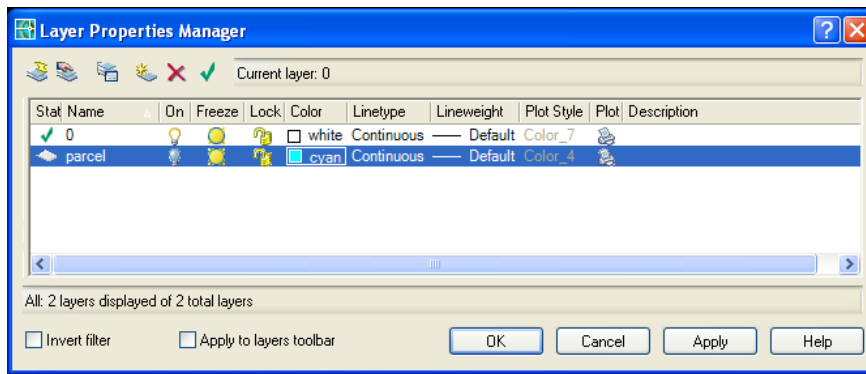 Layer Properties Manager
Current layer: 0
Stat Name On Freeze Lock Color Linetype Lineweight Plot Style Plot Description
0 white Continuous Default Color_7
parcel cyan Continuous Default Color_4
All: 2 layers displayed of 2 total layers
Invert filter Apply to layers toolbar OK Cancel Apply Help